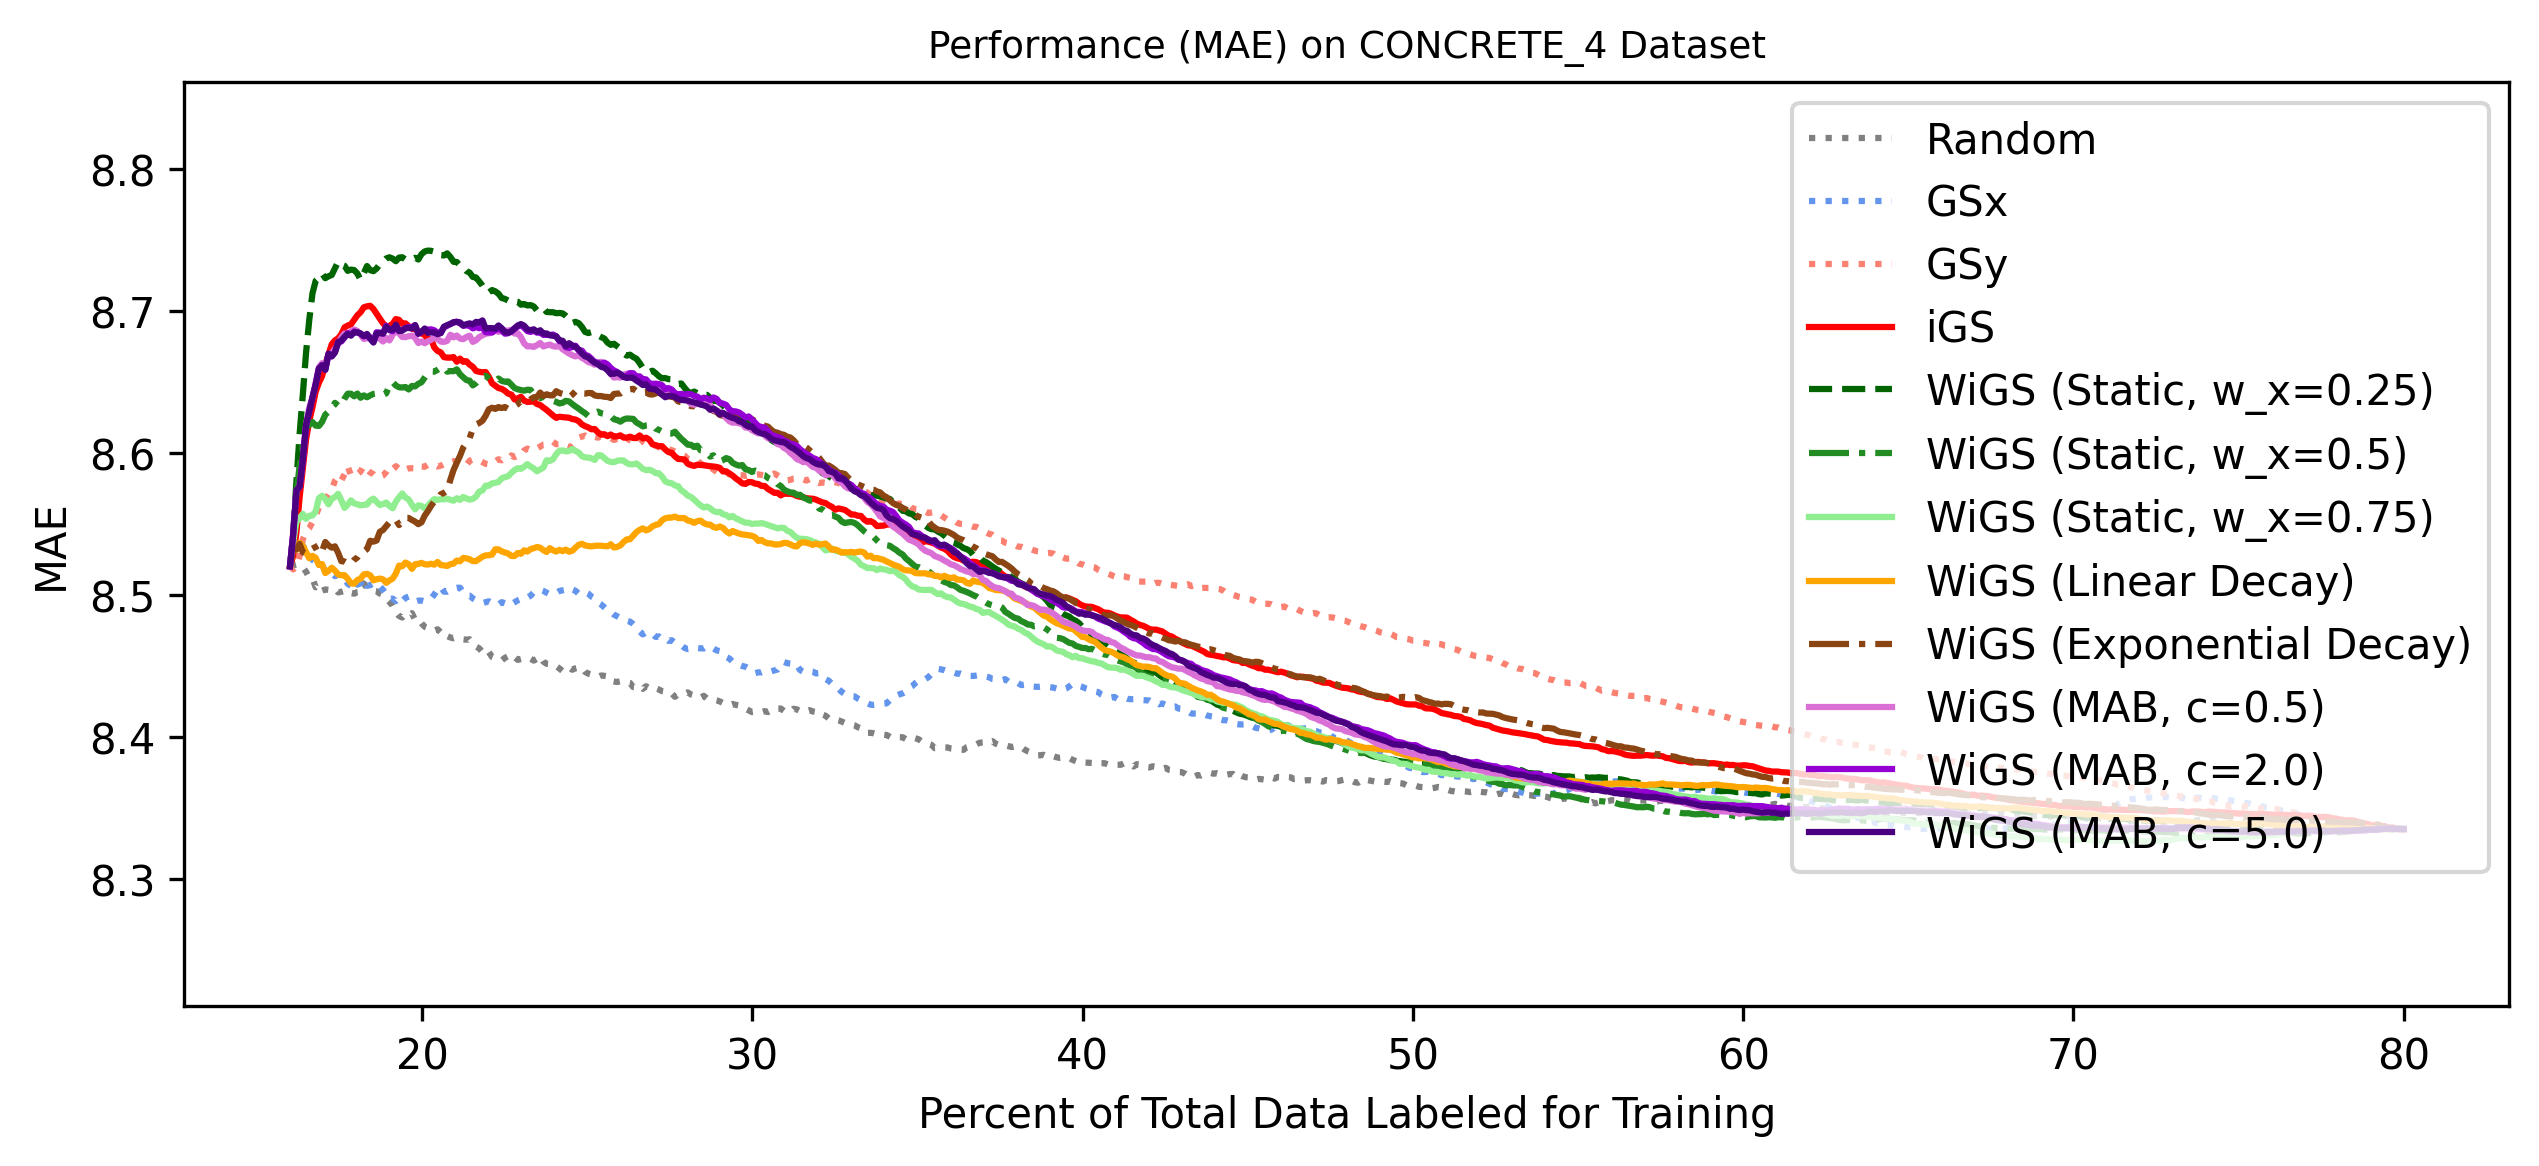 Performance (MAE) on CONCRETE_4 Dataset
MAE
8.8
8.7
8.6
8.5
8.4
8.3
20 30 40 50 60 70 80
Percent of Total Data Labeled for Training
Random
GSx
GSy
iGS
WiGS (Static, w_x=0.25)
WiGS (Static, w_x=0.5)
WiGS (Static, w_x=0.75)
WiGS (Linear Decay)
WiGS (Exponential Decay)
WiGS (MAB, c=0.5)
WiGS (MAB, c=2.0)
WiGS (MAB, c=5.0)